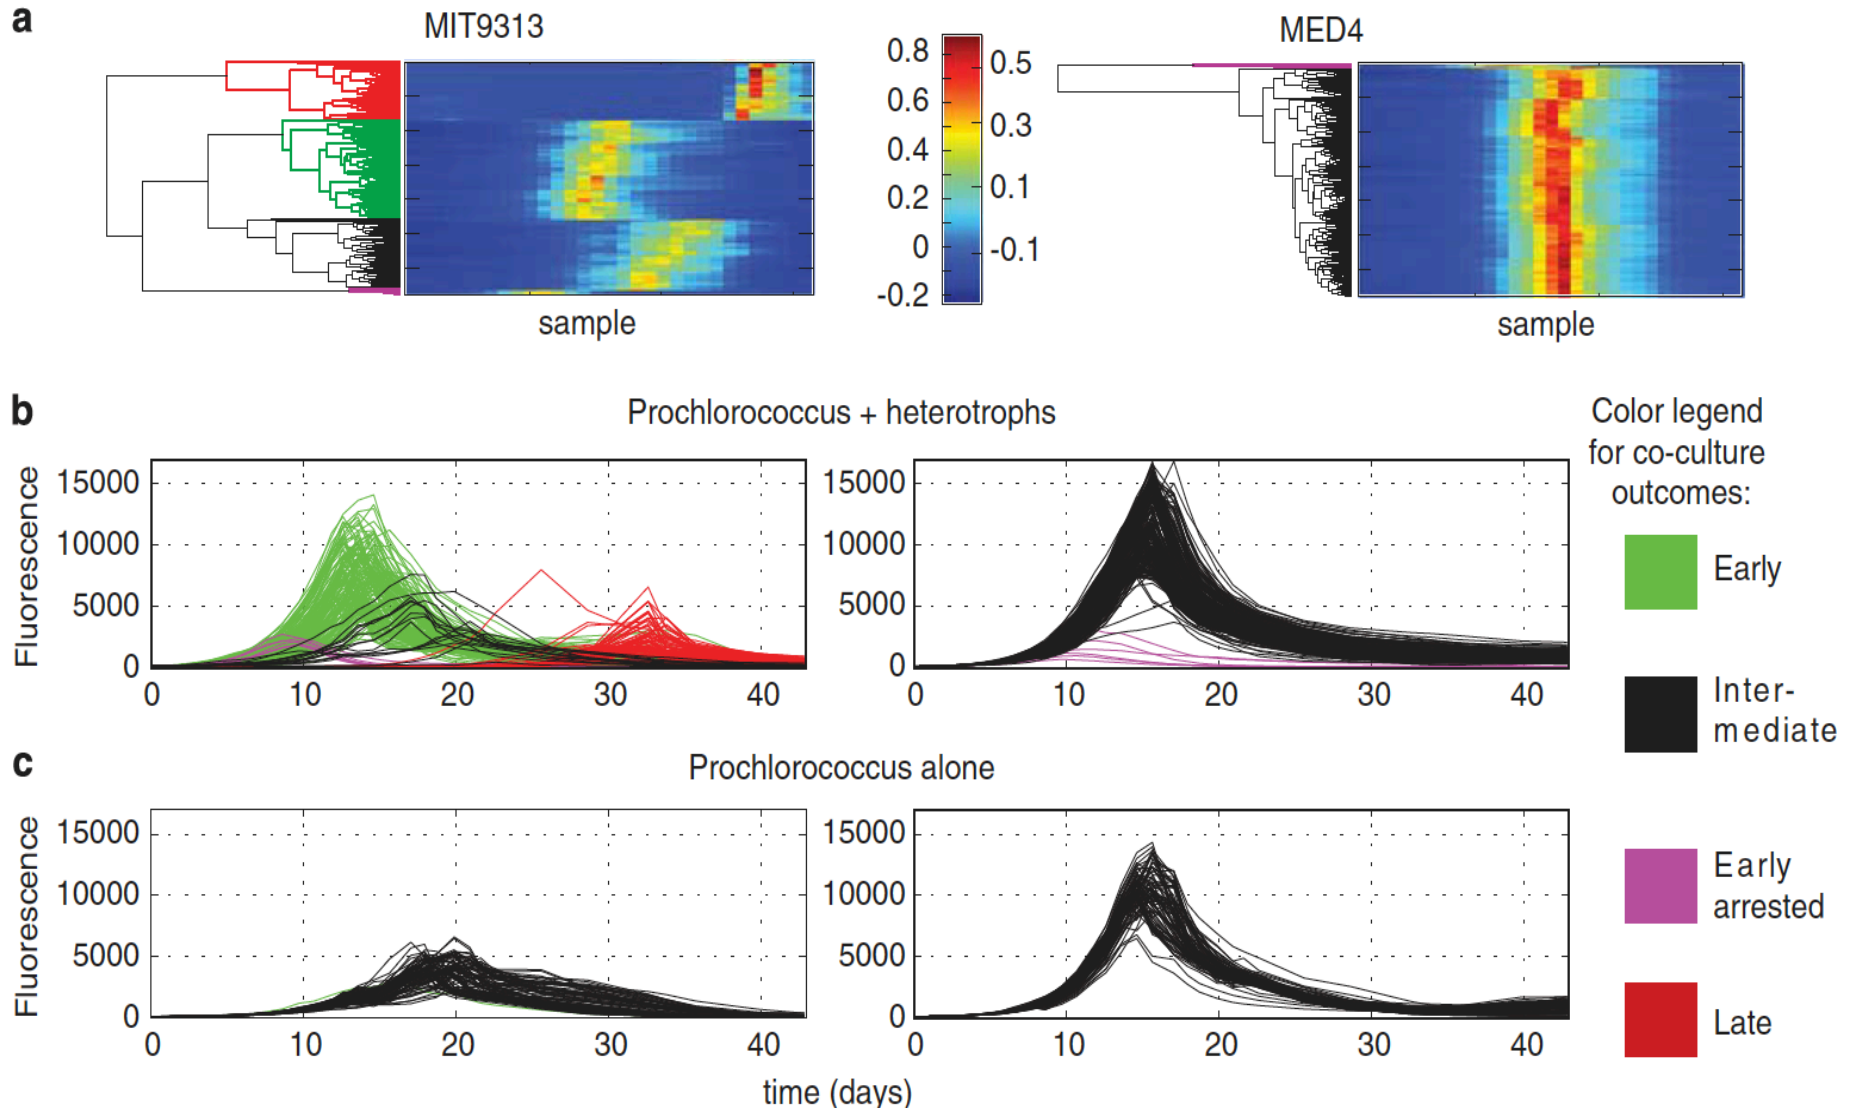 a
MIT9313
MED4
0.8
0.6
0.4
0.2
0
-0.2
0.5
0.3
0.1
-0.1
sample
sample
b
Prochlorococcus + heterotrophs
Fluorescence
15000
10000
5000
0
0 10 20 30 40
15000
10000
5000
0
0 10 20 30 40
c
Prochlorococcus alone
Fluorescence
15000
10000
5000
0
0 10 20 30 40
15000
10000
5000
0
0 10 20 30 40
time (days)
Color legend
for co-culture
outcomes:
Early
Inter-
mediate
Early
arrested
Late